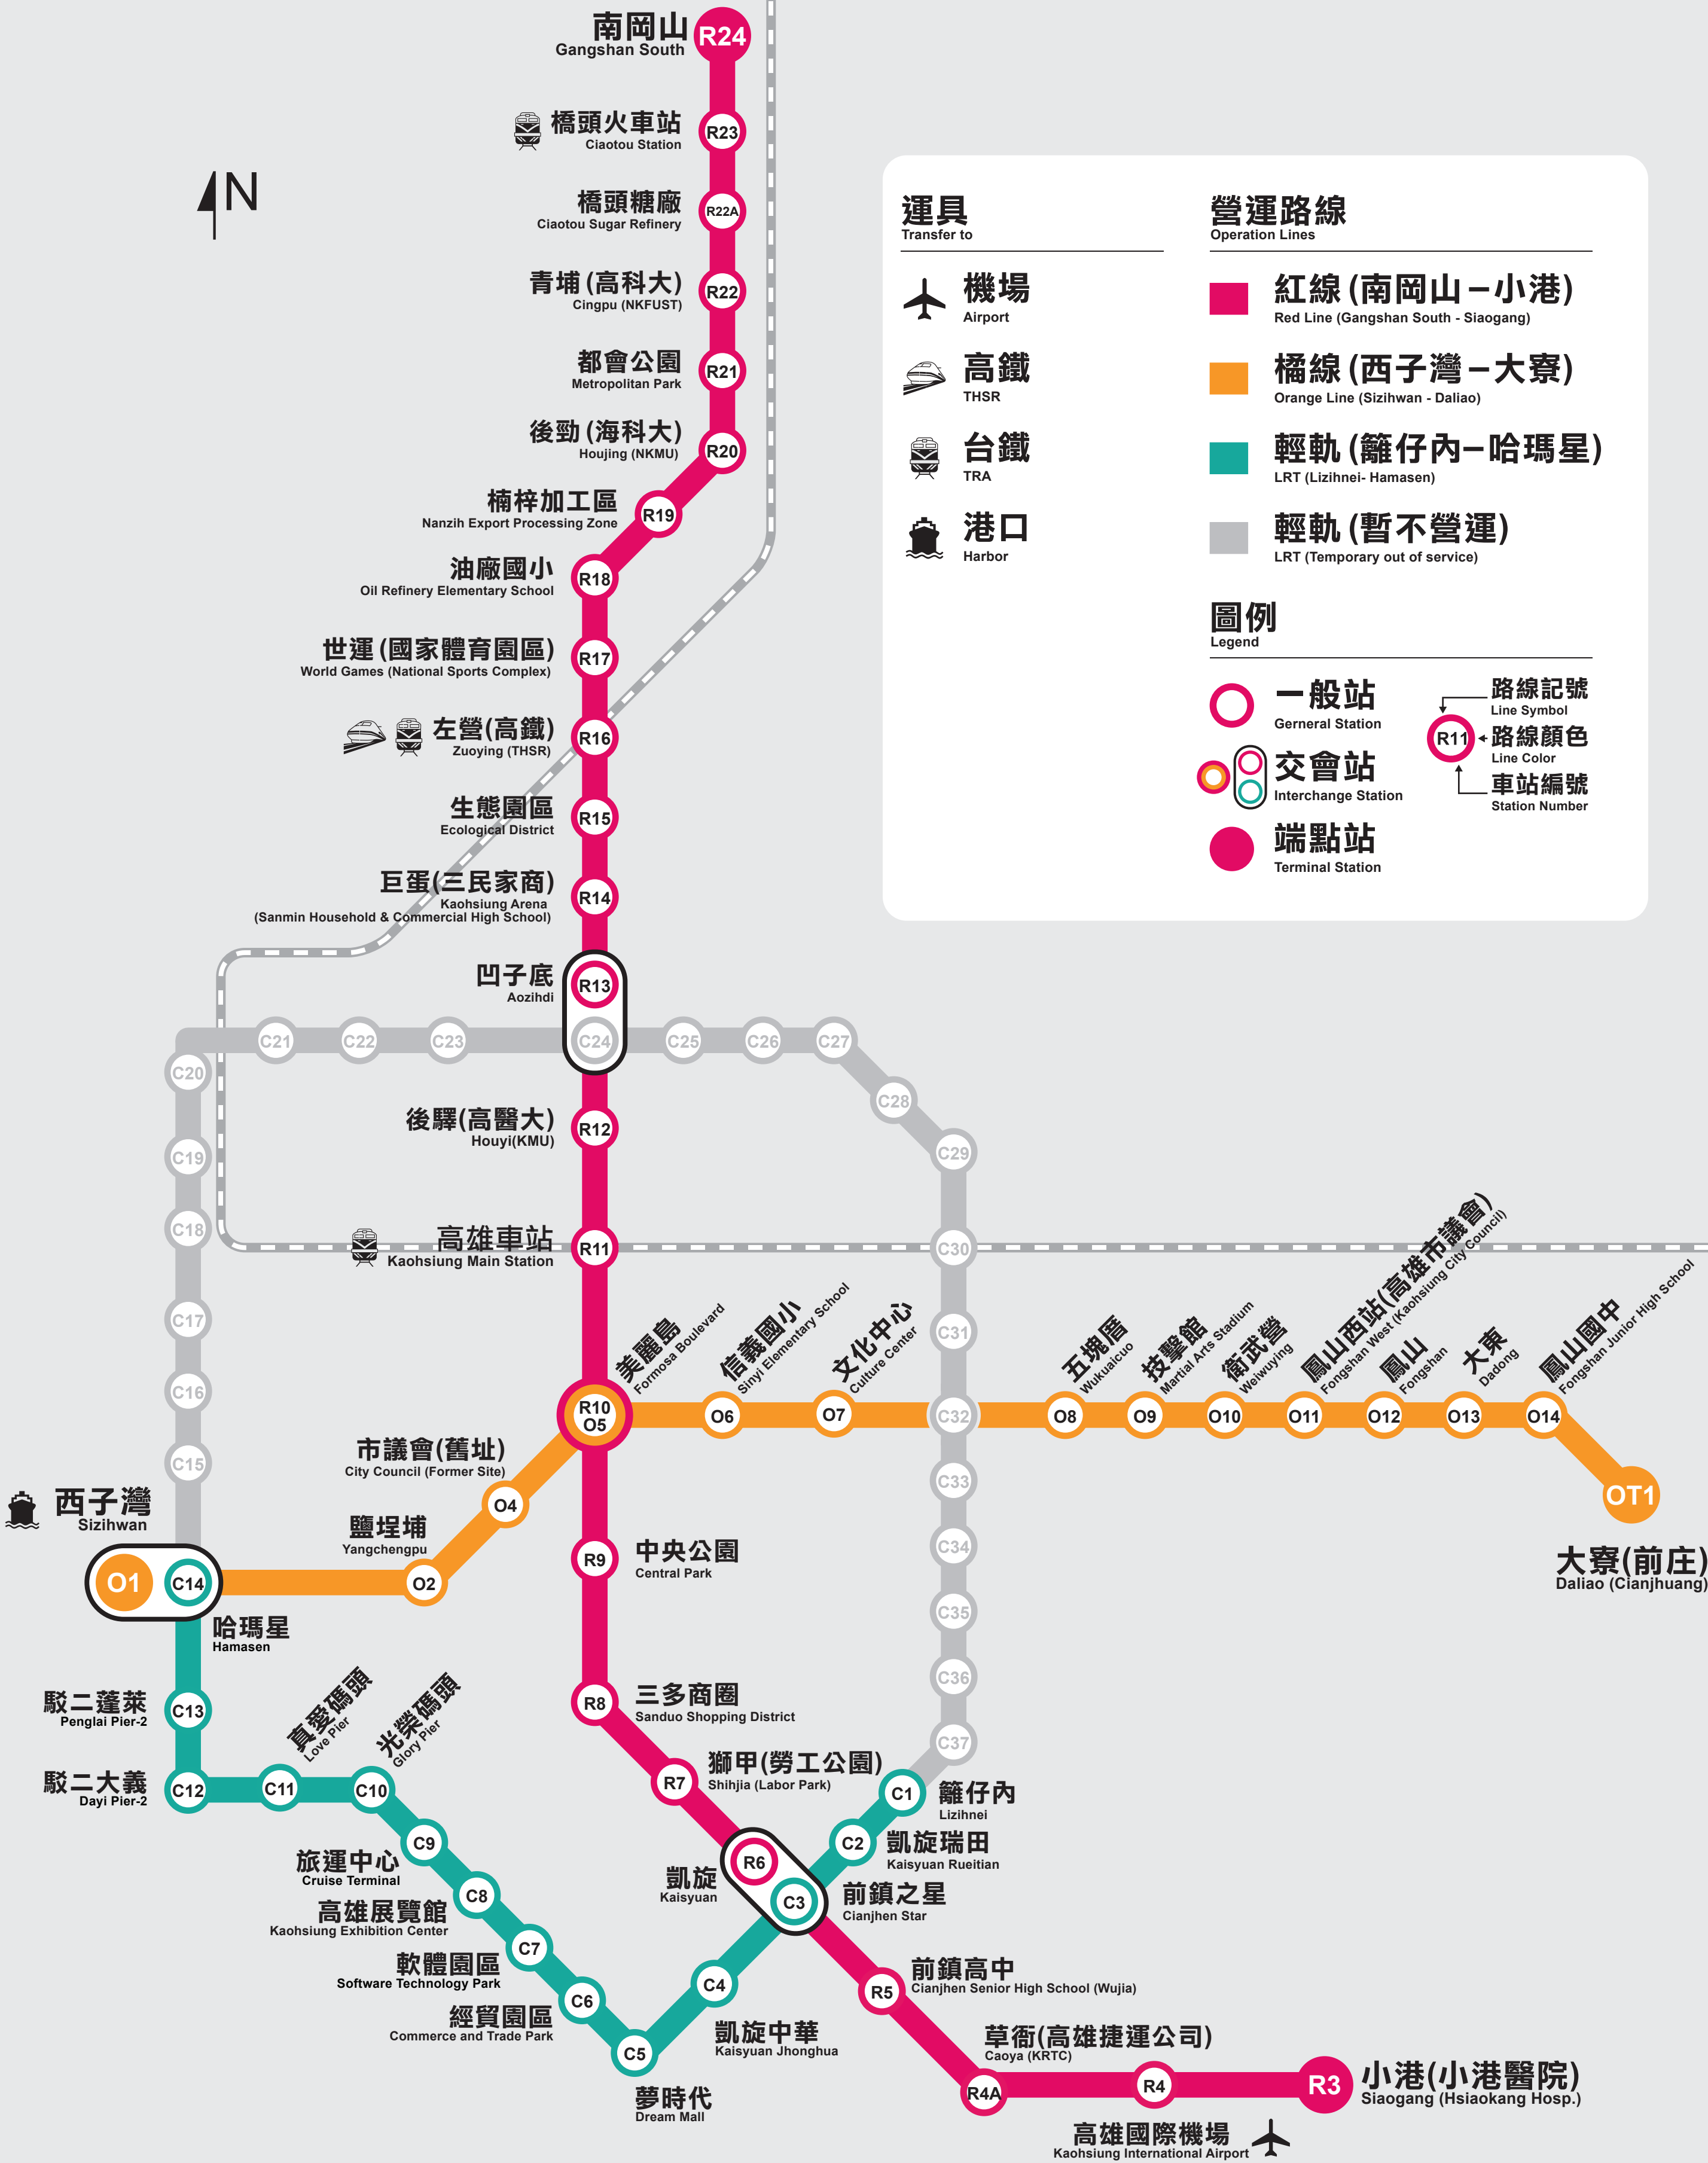 南岡山
Gangshan South
R24
橋頭火車站
Ciaotou Station
R23
橋頭糖廠
Ciaotou Sugar Refinery
R22A
青埔(高科大)
Cingpu (NKFUST)
R22
都會公園
Metropolitan Park
R21
後勁(海科大)
Houjing (NKMU)
R20
楠梓加工區
Nanzih Export Processing Zone
R19
油廠國小
Oil Refinery Elementary School
R18
世運(國家體育園區)
World Games (National Sports Complex)
R17
左營(高鐵)
Zuoying (THSR)
R16
生態園區
Ecological District
R15
巨蛋(三民家商)
Kaohsiung Arena
(Sanmin Household & Commercial High School)
R14
凹子底
Aozihdi
R13
C24
後驛(高醫大)
Houyi(KMU)
R12
高雄車站
Kaohsiung Main Station
R11
美麗島
Formosa Boulevard
R10
O5
中央公園
Central Park
R9
三多商圈
Sanduo Shopping District
R8
獅甲(勞工公園)
Shihjia (Labor Park)
R7
凱旋
Kaisyuan
R6
前鎮高中
Cianjhen Senior High School (Wujia)
R5
草衙(高雄捷運公司)
Caoya (KRTC)
R4A
高雄國際機場
Kaohsiung International Airport
R4
小港(小港醫院)
Siaogang (Hsiaokang Hosp.)
R3
西子灣
Sizihwan
O1
鹽埕埔
Yangchengpu
O2
市議會(舊址)
City Council (Former Site)
O4
信義國小
Sinyi Elementary School
O6
文化中心
Culture Center
O7
五塊厝
Wukuaicuo
O8
技擊館
Martial Arts Stadium
O9
衛武營
Weiwuying
O10
鳳山西站(高雄市議會)
Fongshan West (Kaohsiung City Council)
O11
鳳山
Fongshan
O12
大東
Dadong
O13
鳳山國中
Fongshan Junior High School
O14
OT1
大寮(前庄)
Daliao (Cianjhuang)
籬仔內
Lizihnei
C1
凱旋瑞田
Kaisyuan Rueitian
C2
前鎮之星
Cianjhen Star
C3
凱旋中華
Kaisyuan Jhonghua
C4
夢時代
Dream Mall
C5
經貿園區
Commerce and Trade Park
C6
軟體園區
Software Technology Park
C7
高雄展覽館
Kaohsiung Exhibition Center
C8
旅運中心
Cruise Terminal
C9
光榮碼頭
Glory Pier
C10
真愛碼頭
Love Pier
C11
駁二大義
Dayi Pier-2
C12
駁二蓬萊
Penglai Pier-2
C13
哈瑪星
Hamasen
C14
C15
C16
C17
C18
C19
C20
C21
C22
C23
C25
C26
C27
C28
C29
C30
C31
C32
C33
C34
C35
C36
C37
N
運具
Transfer to
機場
Airport
高鐵
THSR
台鐵
TRA
港口
Harbor
營運路線
Operation Lines
紅線(南岡山－小港)
Red Line (Gangshan South - Siaogang)
橘線(西子灣－大寮)
Orange Line (Sizihwan - Daliao)
輕軌(籬仔內－哈瑪星)
LRT (Lizihnei- Hamasen)
輕軌(暫不營運)
LRT (Temporary out of service)
圖例
Legend
一般站
Gerneral Station
交會站
Interchange Station
端點站
Terminal Station
R11
路線記號
Line Symbol
路線顏色
Line Color
車站編號
Station Number